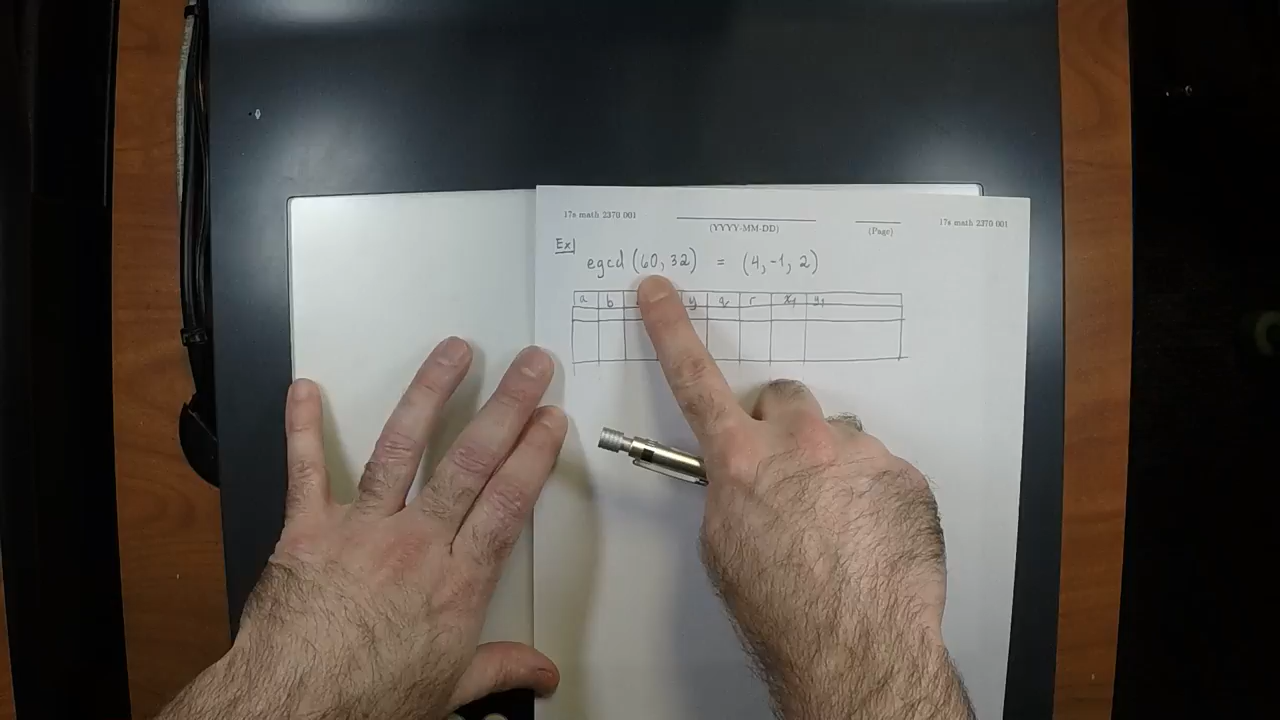 17s math 2370 001 (YYYY-MM-DD) (Page) 17s math 2370 001
Ex) egcd (60, 32) = (4, -1, 2)
a b y q r x₁ y₁